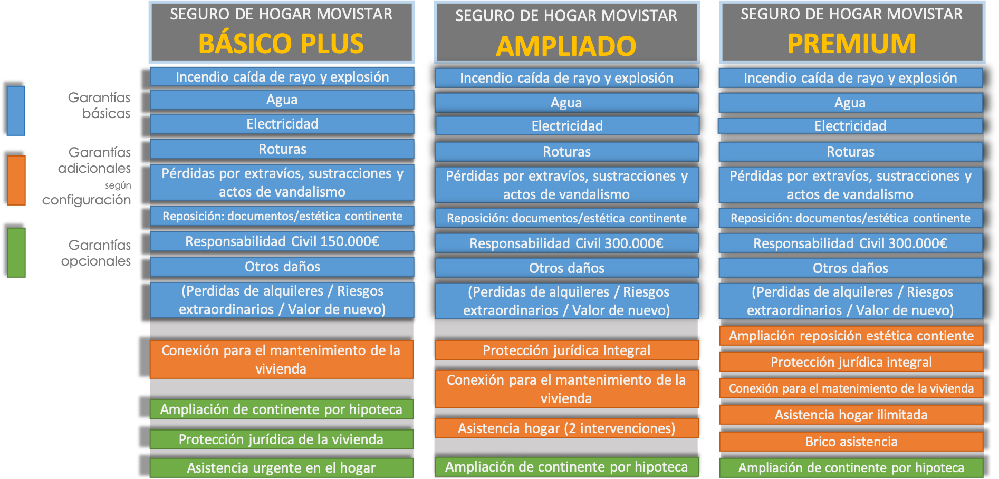 Garantías
básicas
Garantías
adicionales
según
configuración
Garantías
opcionales
SEGURO DE HOGAR MOVISTAR
BÁSICO PLUS
Incendio caída de rayo y explosión
Agua
Electricidad
Roturas
Pérdidas por extravíos, sustracciones y
actos de vandalismo
Reposición: documentos/estética continente
Responsabilidad Civil 150.000€
Otros daños
(Perdidas de alquileres / Riesgos
extraordinarios / Valor de nuevo)
Conexión para el mantenimiento de la
vivienda
Ampliación de continente por hipoteca
Protección jurídica de la vivienda
Asistencia urgente en el hogar
SEGURO DE HOGAR MOVISTAR
AMPLIADO
Incendio caída de rayo y explosión
Agua
Electricidad
Roturas
Pérdidas por extravíos, sustracciones y
actos de vandalismo
Reposición: documentos/estética continente
Responsabilidad Civil 300.000€
Otros daños
(Perdidas de alquileres / Riesgos
extraordinarios / Valor de nuevo)
Protección jurídica Integral
Conexión para el mantenimiento de la
vivienda
Asistencia hogar (2 intervenciones)
Ampliación de continente por hipoteca
SEGURO DE HOGAR MOVISTAR
PREMIUM
Incendio caída de rayo y explosión
Agua
Electricidad
Roturas
Pérdidas por extravíos, sustracciones y
actos de vandalismo
Reposición: documentos/estética continente
Responsabilidad Civil 300.000€
Otros daños
(Perdidas de alquileres / Riesgos
extraordinarios / Valor de nuevo)
Ampliación reposición estética contiente
Protección jurídica integral
Conexión para el matenimiento de la vivienda
Asistencia hogar ilimitada
Brico asistencia
Ampliación de continente por hipoteca